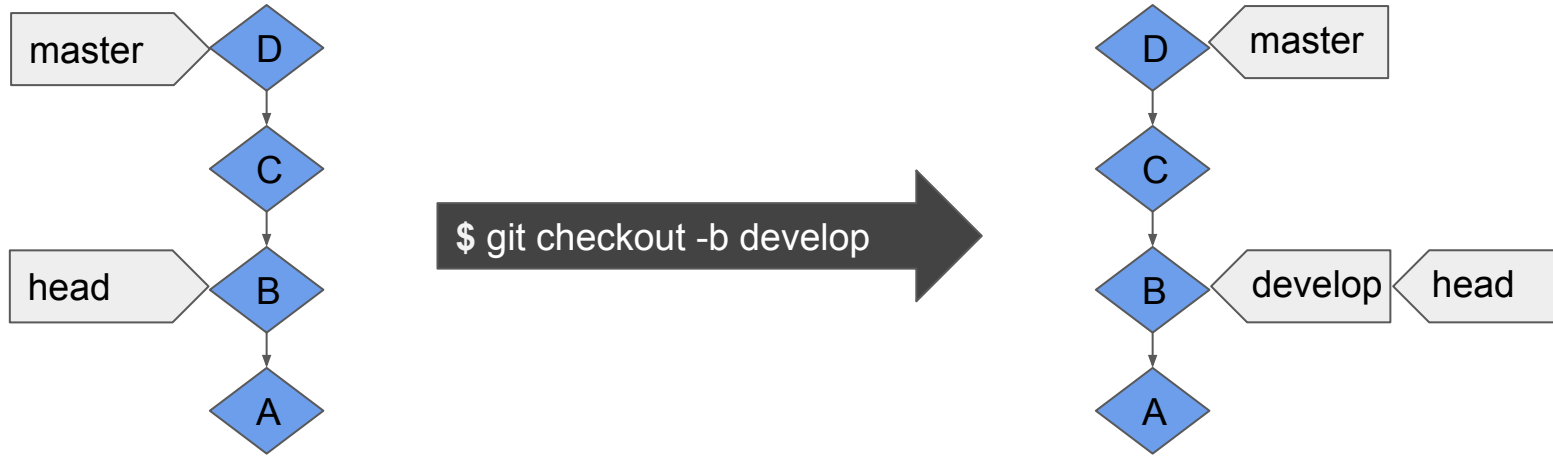 master
D
C
head
B
A
$ git checkout -b develop
D
master
C
B
develop
head
A